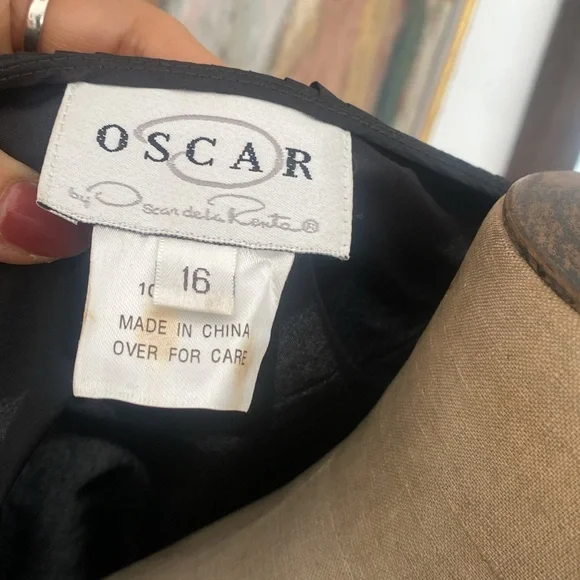 OSCAR
by Oscar de la Renta®
16
MADE IN CHINA
OVER FOR CARE